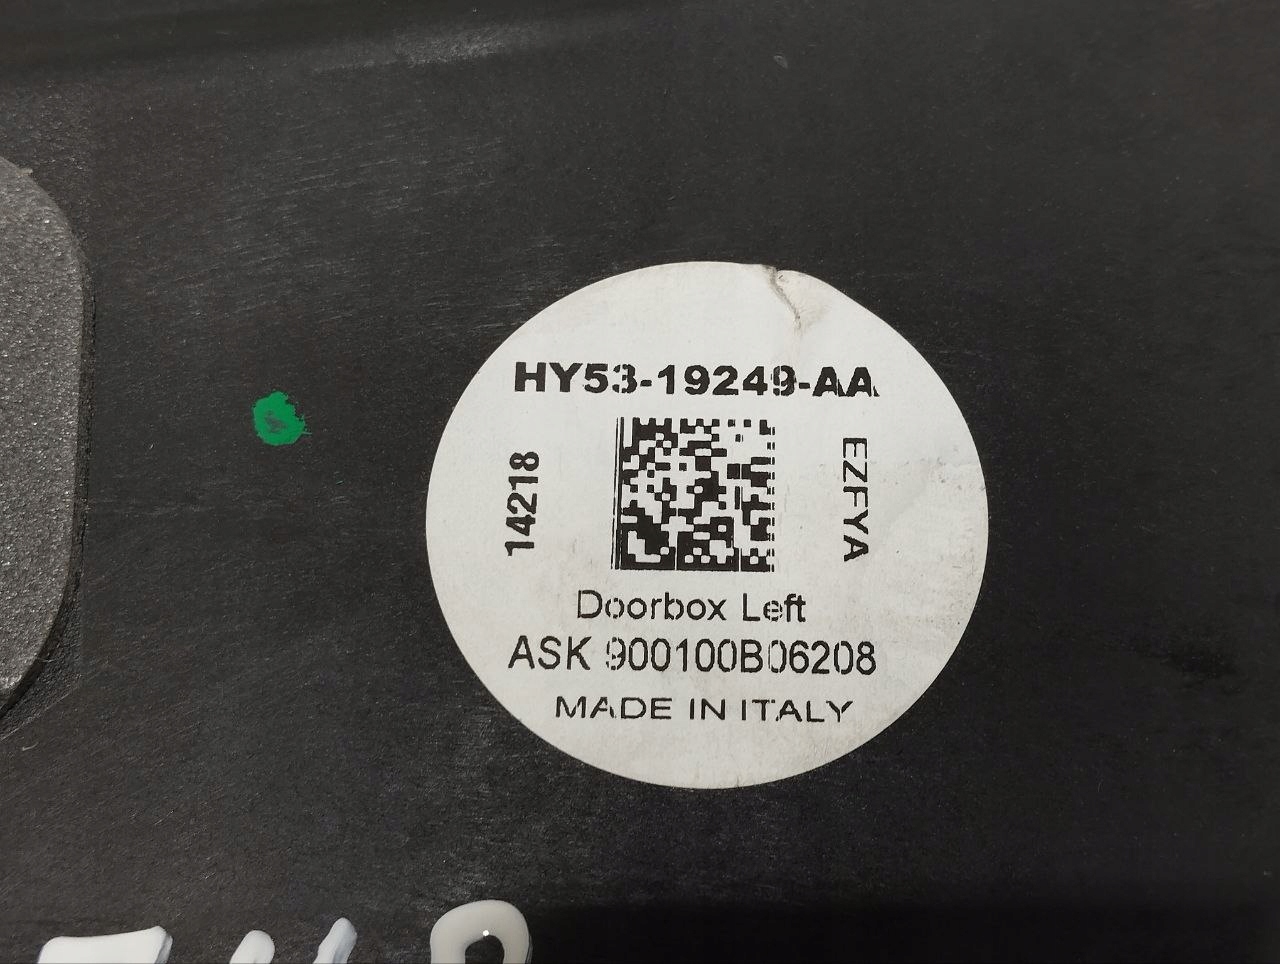 HY53-19249-AA
14218
EZFYA
Doorbox Left
ASK 900100B06208
MADE IN ITALY